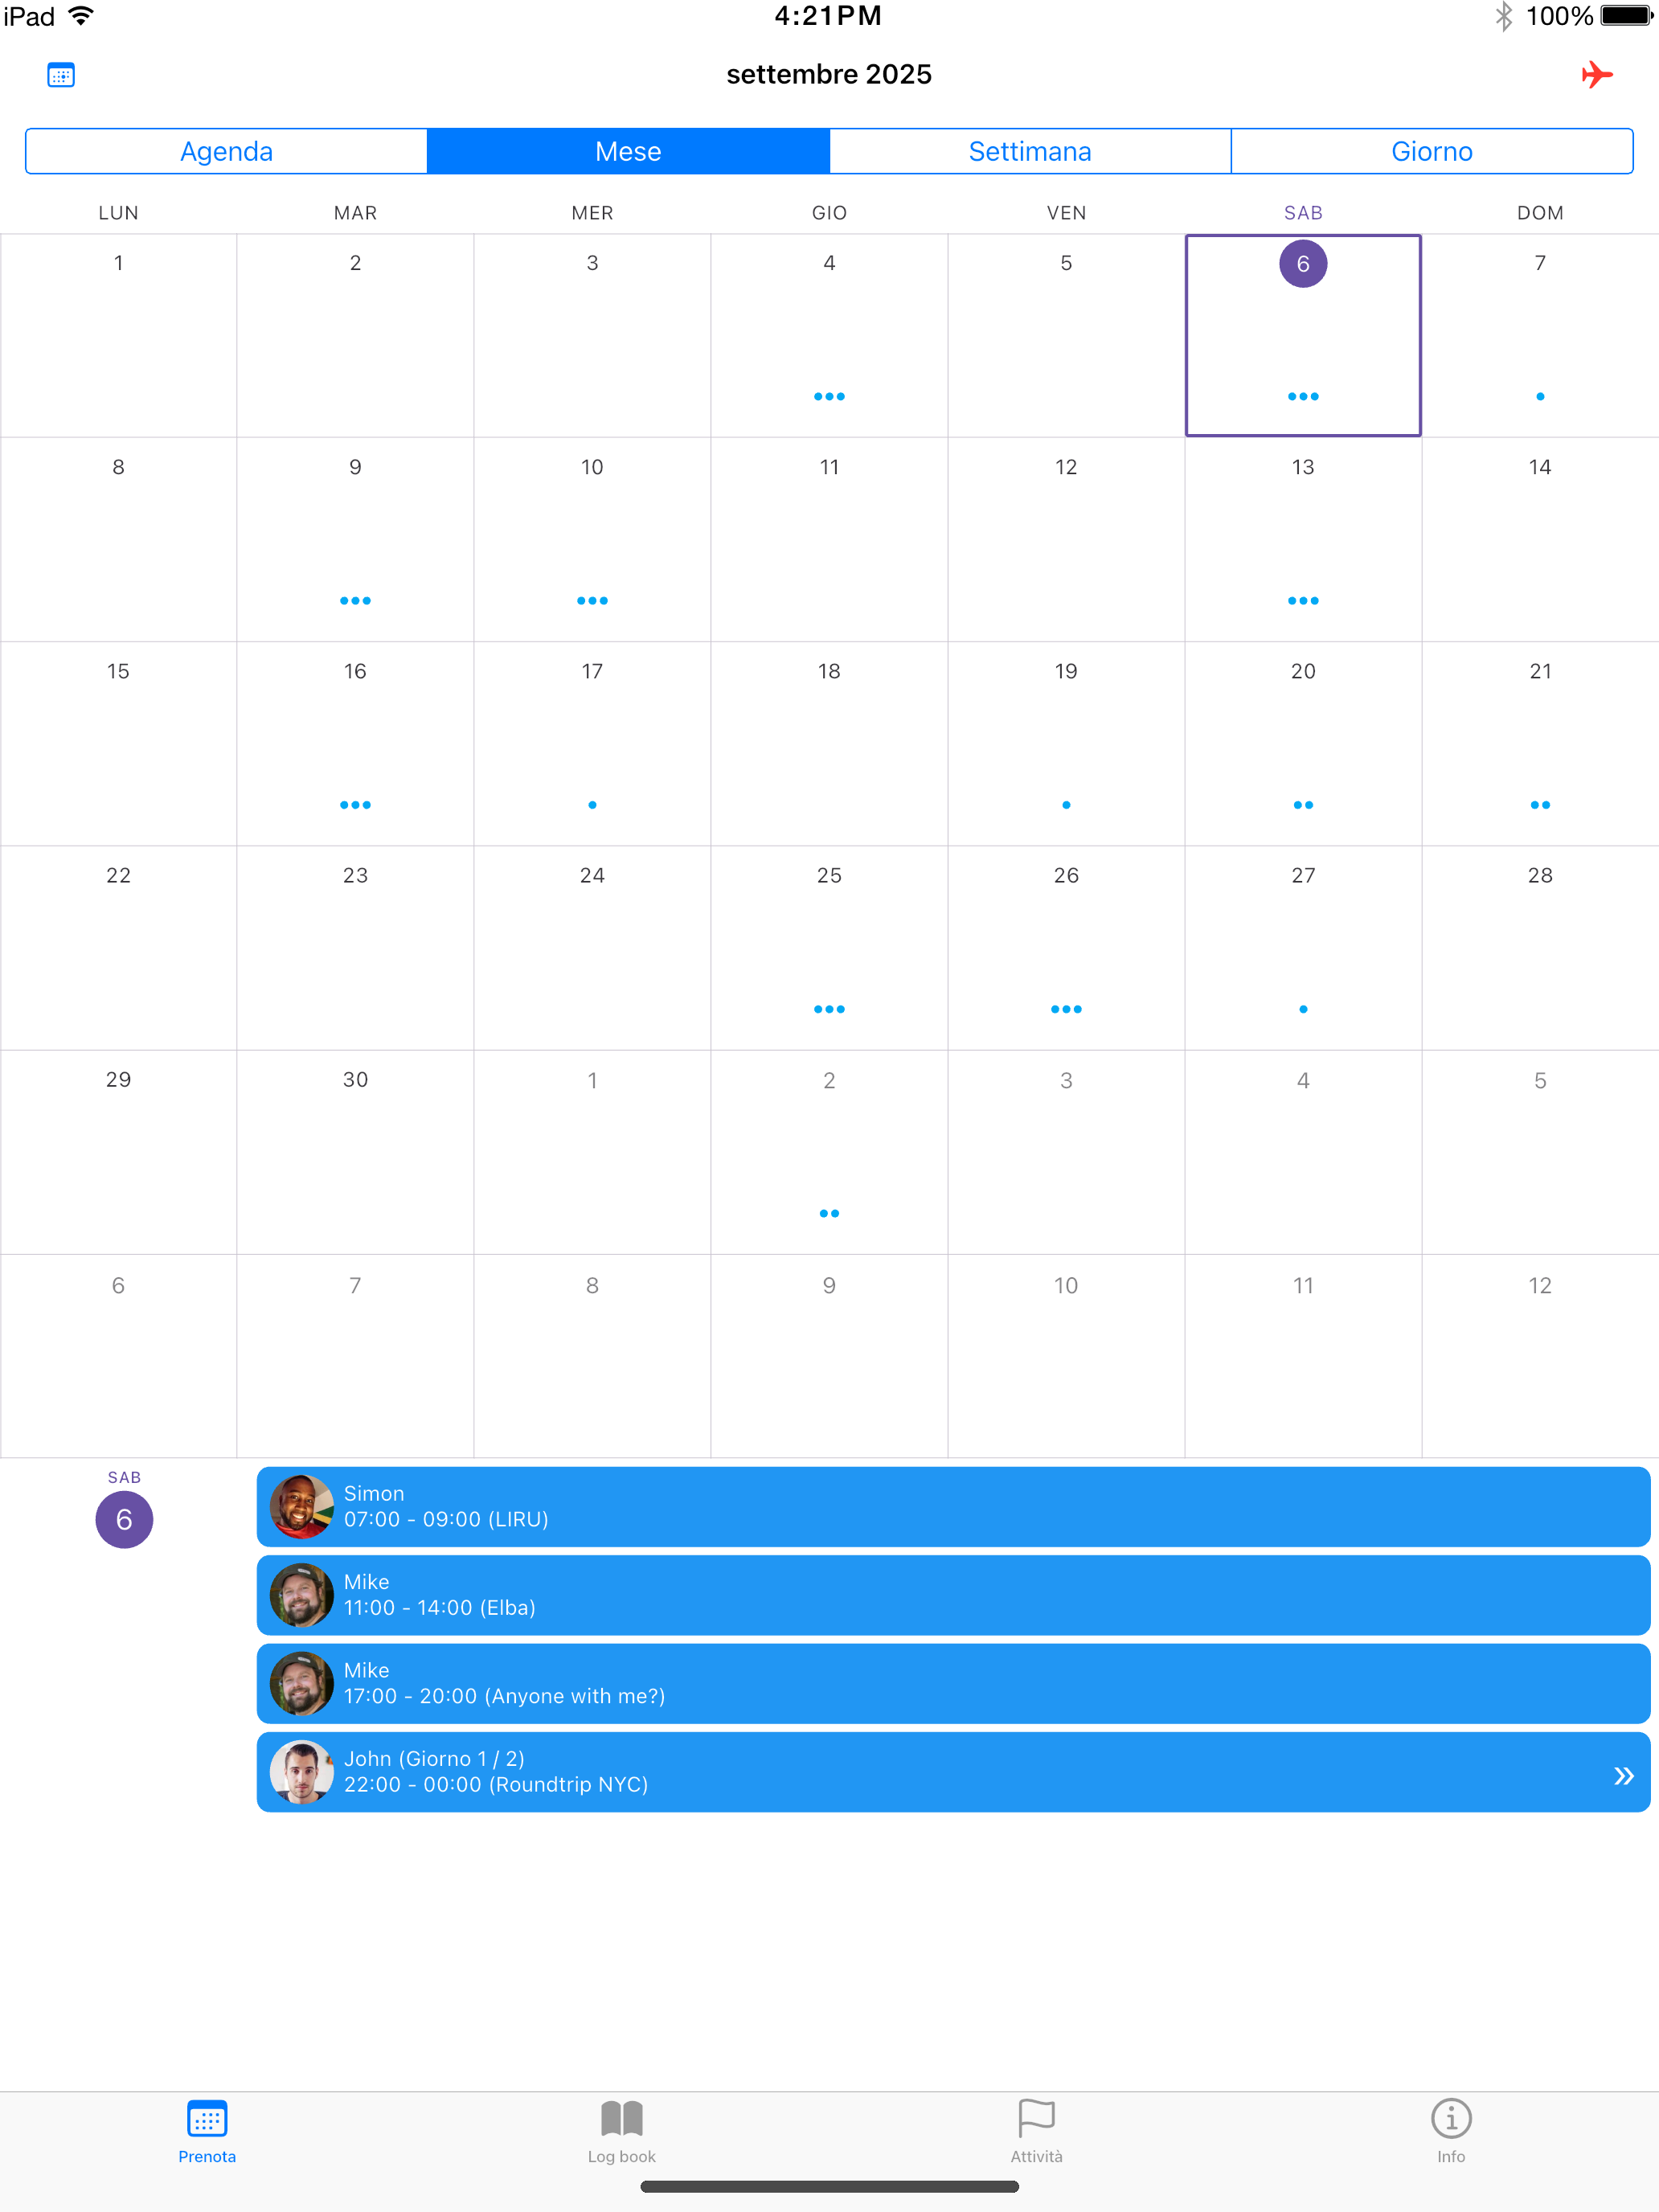 iPad 4:21PM 100%
settembre 2025
Agenda Mese Settimana Giorno
LUN MAR MER GIO VEN SAB DOM
1 2 3 4 5 6 7
8 9 10 11 12 13 14
15 16 17 18 19 20 21
22 23 24 25 26 27 28
29 30 1 2 3 4 5
6 7 8 9 10 11 12
SAB
6
Simon
07:00 - 09:00 (LIRU)
Mike
11:00 - 14:00 (Elba)
Mike
17:00 - 20:00 (Anyone with me?)
John (Giorno 1 / 2)
22:00 - 00:00 (Roundtrip NYC)
Prenota Log book Attività Info